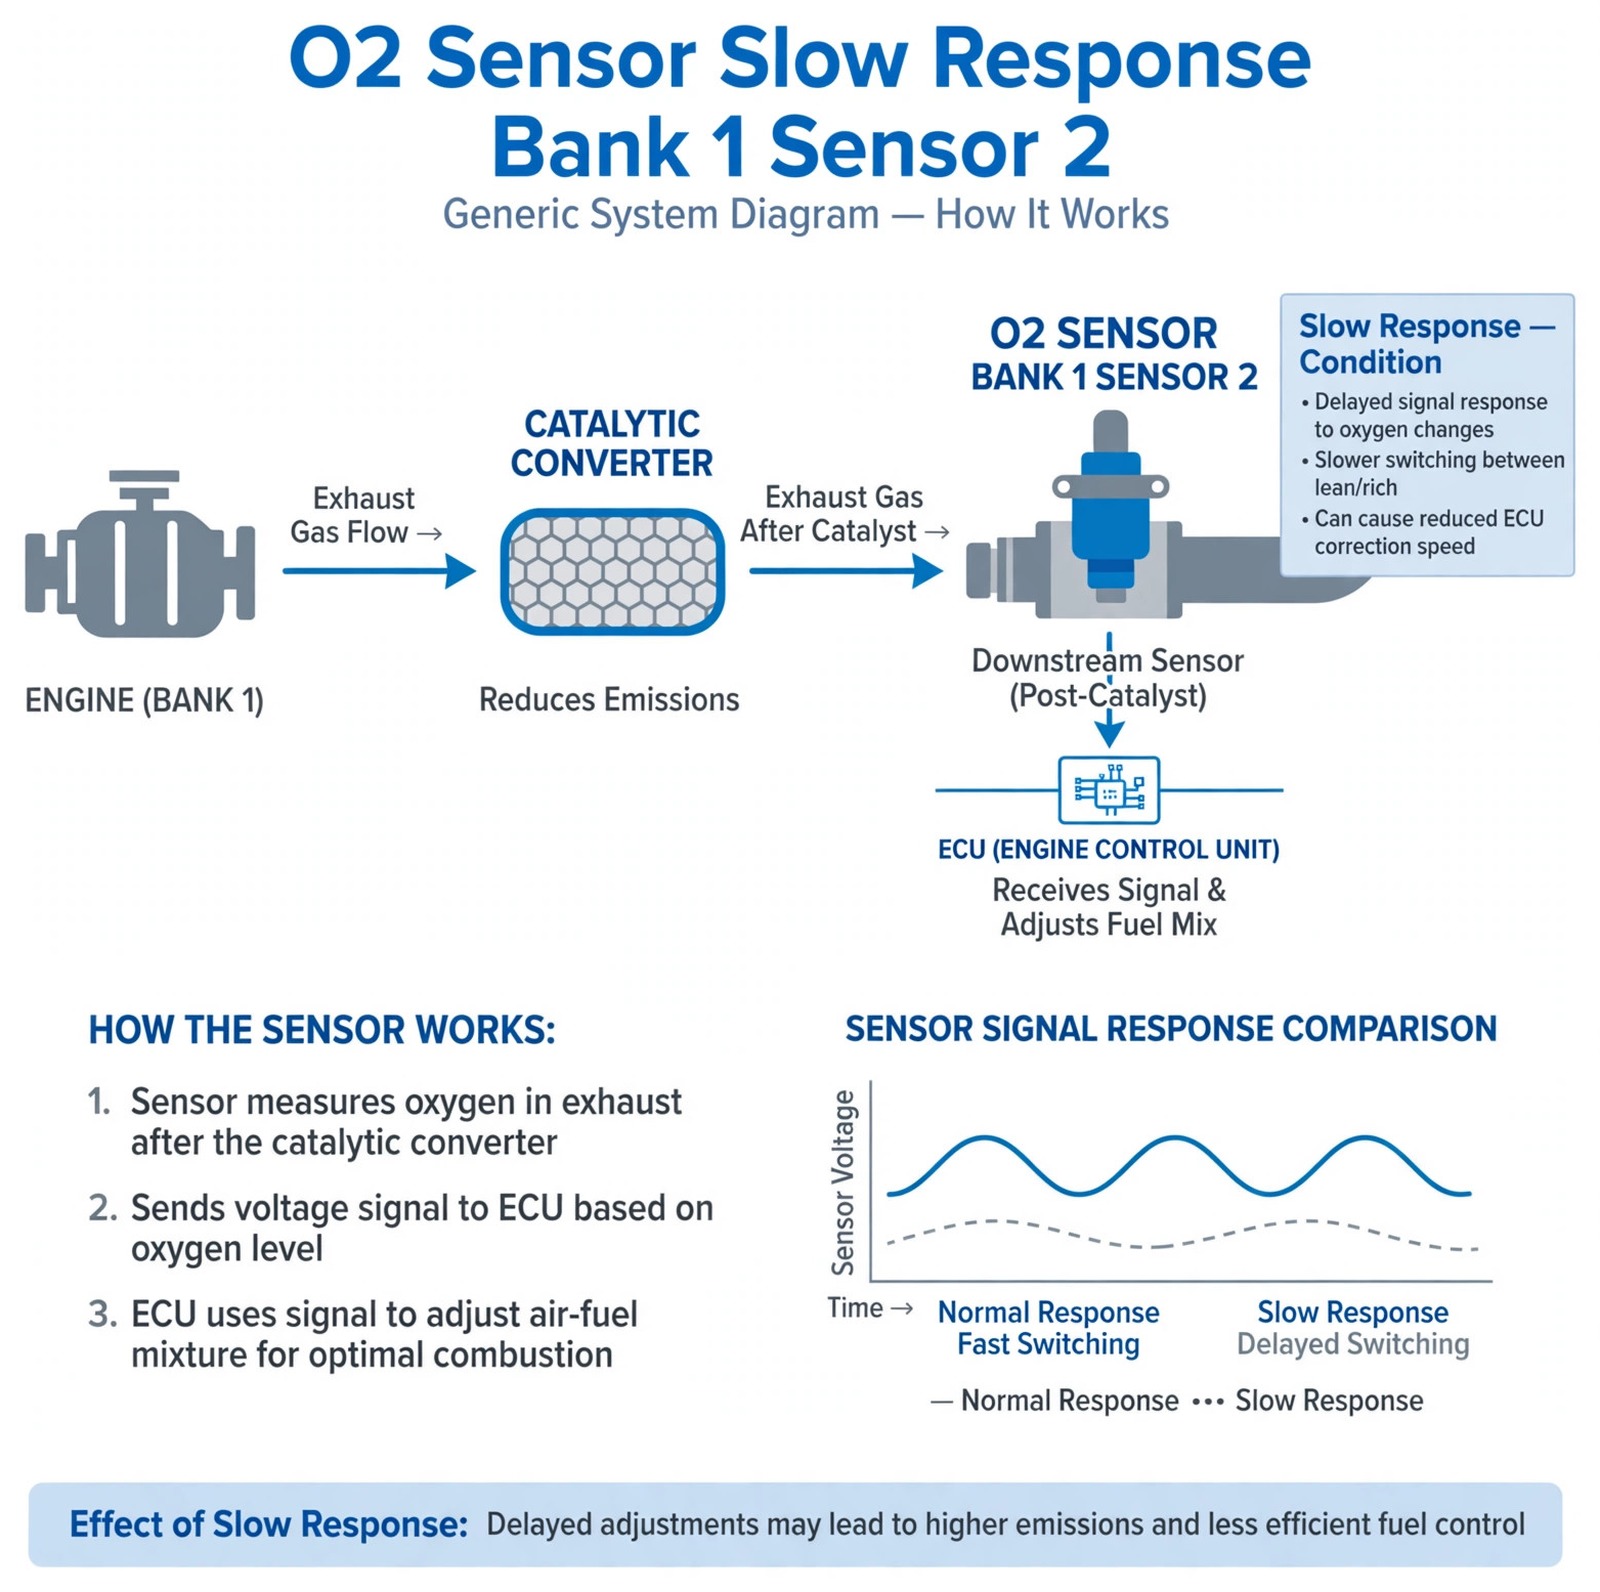 O2 Sensor Slow Response
Bank 1 Sensor 2
Generic System Diagram — How It Works
O2 SENSOR
BANK 1 SENSOR 2
Slow Response —
Condition
• Delayed signal response
to oxygen changes
• Slower switching between
lean/rich
• Can cause reduced ECU
correction speed
CATALYTIC
CONVERTER
Exhaust
Gas Flow →
Exhaust Gas
After Catalyst →
ENGINE (BANK 1)
Reduces Emissions
Downstream Sensor
(Post-Catalyst)
ECU (ENGINE CONTROL UNIT)
Receives Signal &
Adjusts Fuel Mix
HOW THE SENSOR WORKS:
1. Sensor measures oxygen in exhaust
after the catalytic converter
2. Sends voltage signal to ECU based on
oxygen level
3. ECU uses signal to adjust air-fuel
mixture for optimal combustion
SENSOR SIGNAL RESPONSE COMPARISON
Sensor Voltage
Time →
Normal Response
Fast Switching
Slow Response
Delayed Switching
— Normal Response ••• Slow Response
Effect of Slow Response: Delayed adjustments may lead to higher emissions and less efficient fuel control